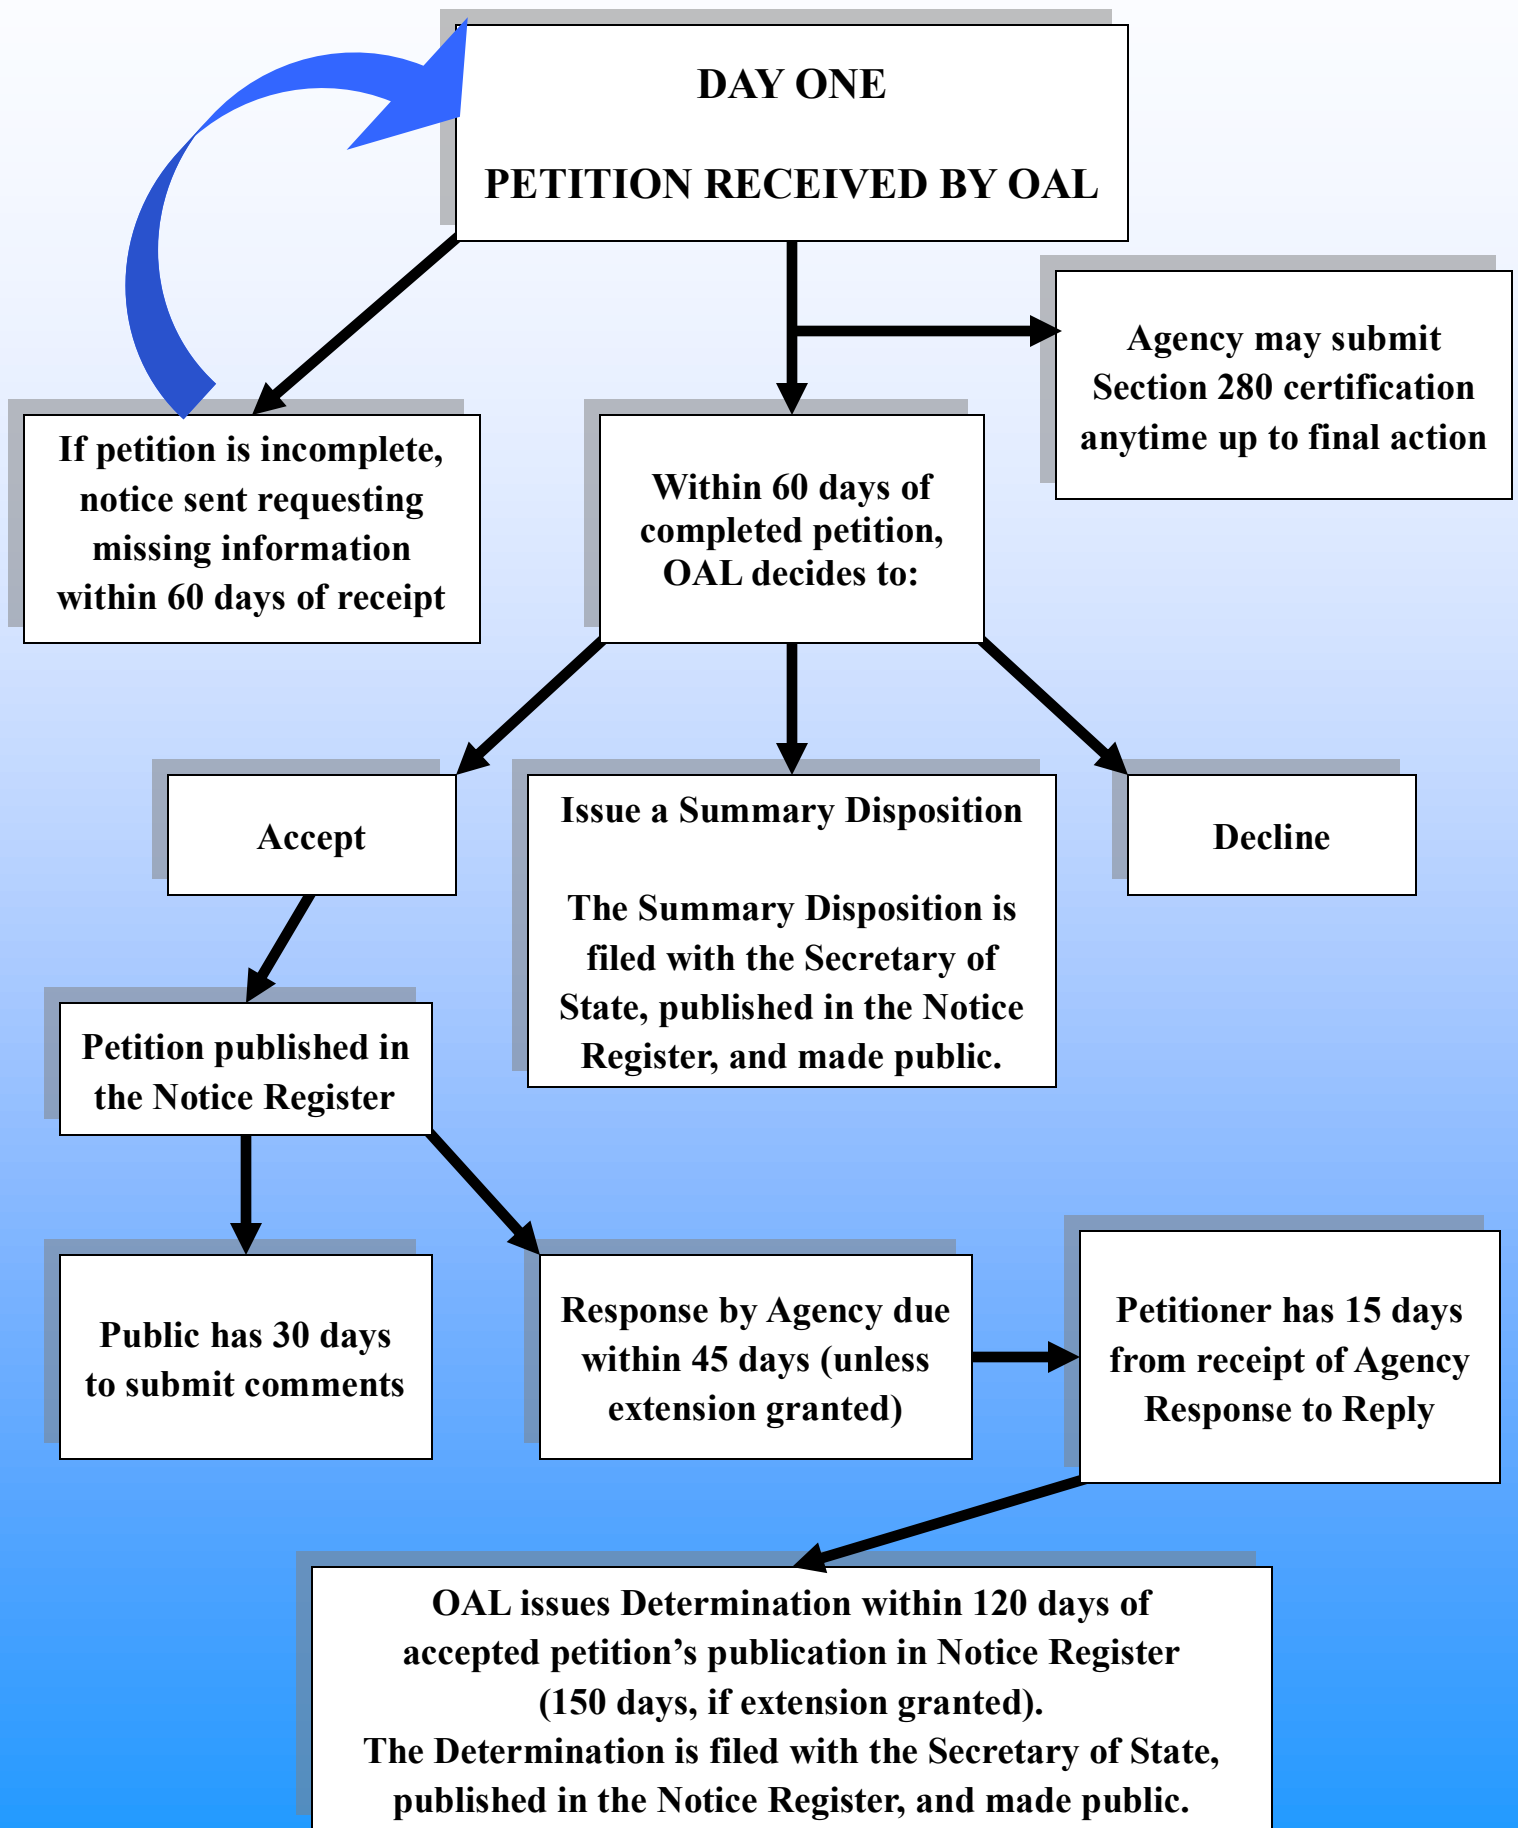 DAY ONE
PETITION RECEIVED BY OAL
Agency may submit
Section 280 certification
anytime up to final action
If petition is incomplete,
notice sent requesting
missing information
within 60 days of receipt
Within 60 days of
completed petition,
OAL decides to:
Accept
Issue a Summary Disposition
The Summary Disposition is
filed with the Secretary of
State, published in the Notice
Register, and made public.
Decline
Petition published in
the Notice Register
Public has 30 days
to submit comments
Response by Agency due
within 45 days (unless
extension granted)
Petitioner has 15 days
from receipt of Agency
Response to Reply
OAL issues Determination within 120 days of
accepted petition’s publication in Notice Register
(150 days, if extension granted).
The Determination is filed with the Secretary of State,
published in the Notice Register, and made public.